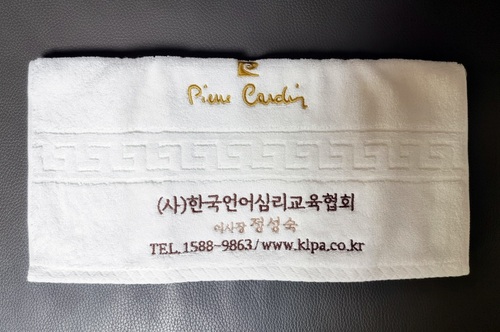 Pierre Cardin
(사)한국언어심리교육협회
이사장 정성숙
TEL.1588-9863/www.klpa.co.kr